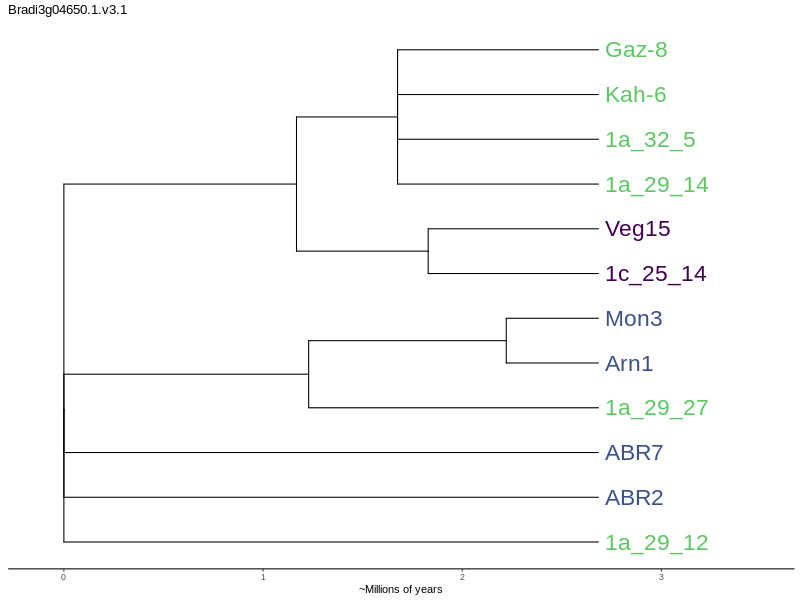 Bradi3g04650.1.v3.1
Gaz-8
Kah-6
1a_32_5
1a_29_14
Veg15
1c_25_14
Mon3
Arn1
1a_29_27
ABR7
ABR2
1a_29_12
0 1 2 3
~Millions of years